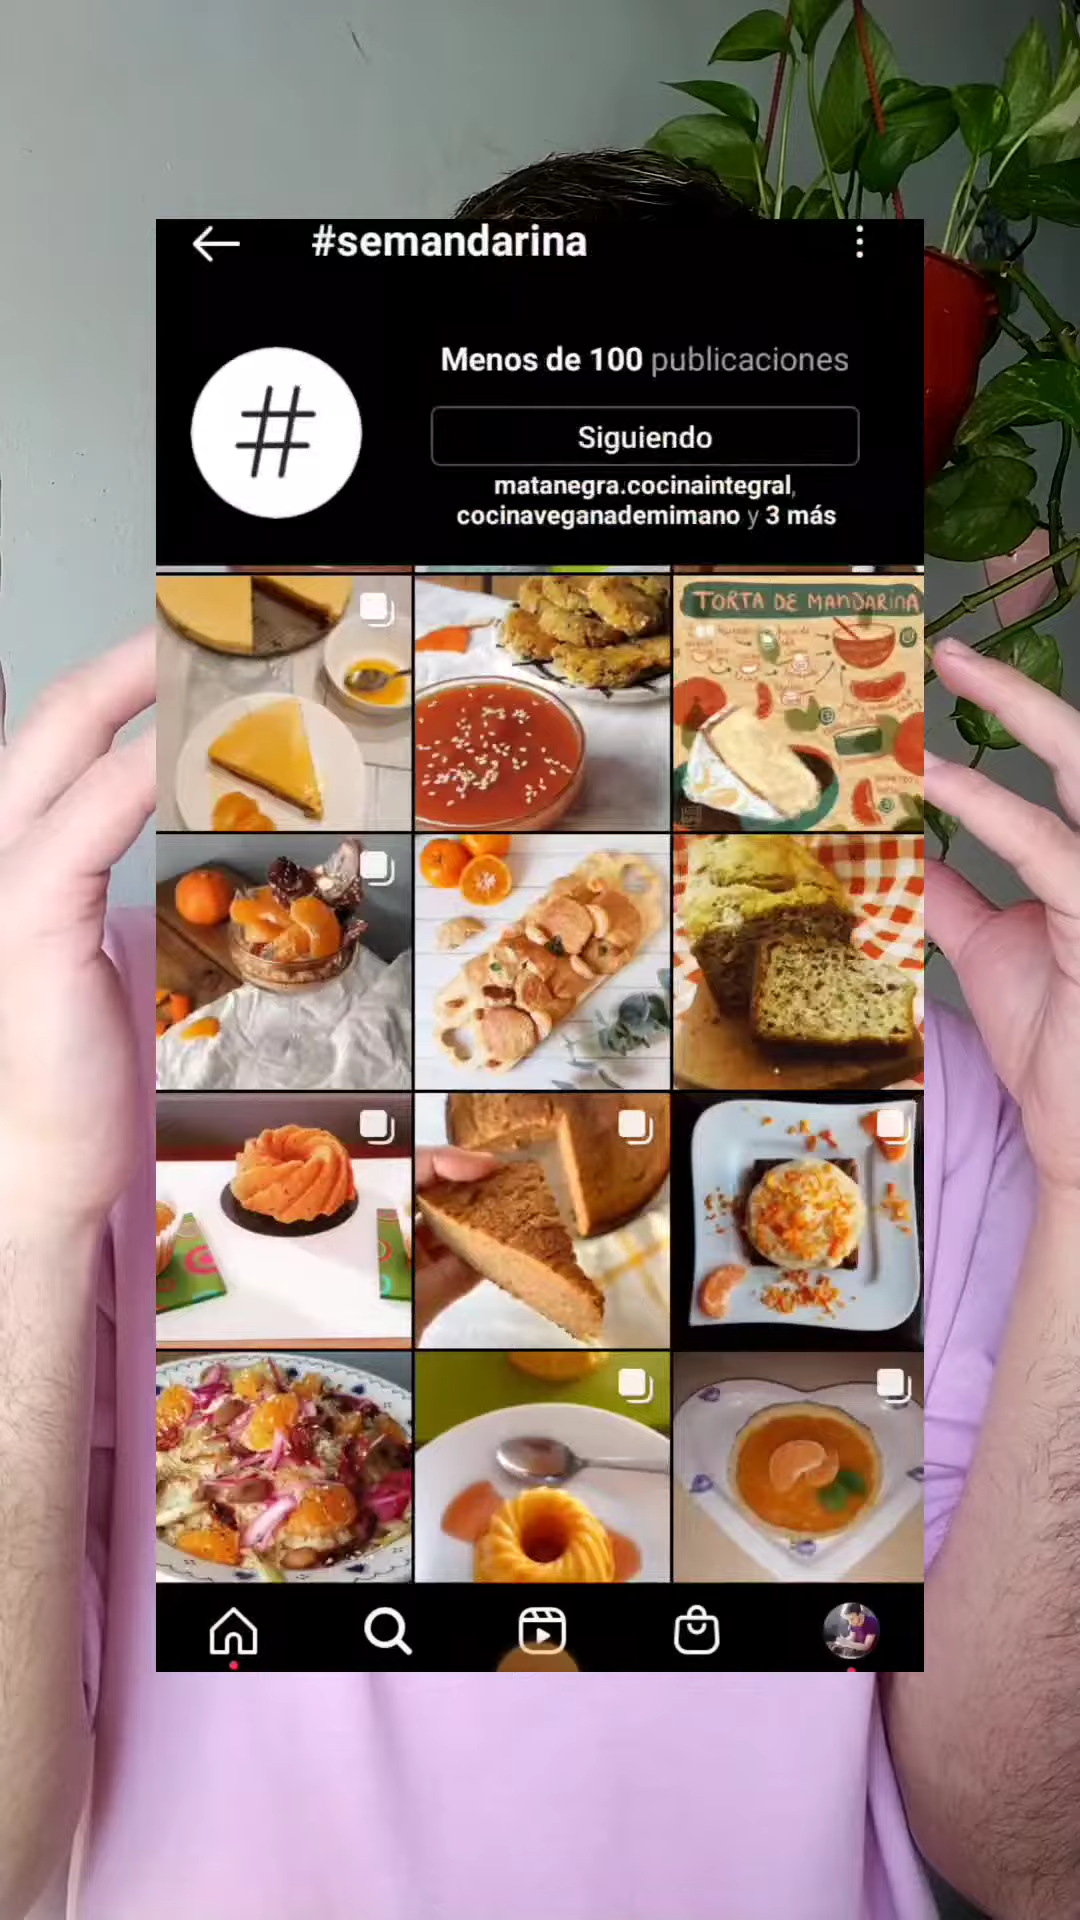 #semandarina
Menos de 100 publicaciones
Siguiendo
matanegra.cocinaintegral,
cocinaveganademimano y 3 más
TORTA DE MANDARINA